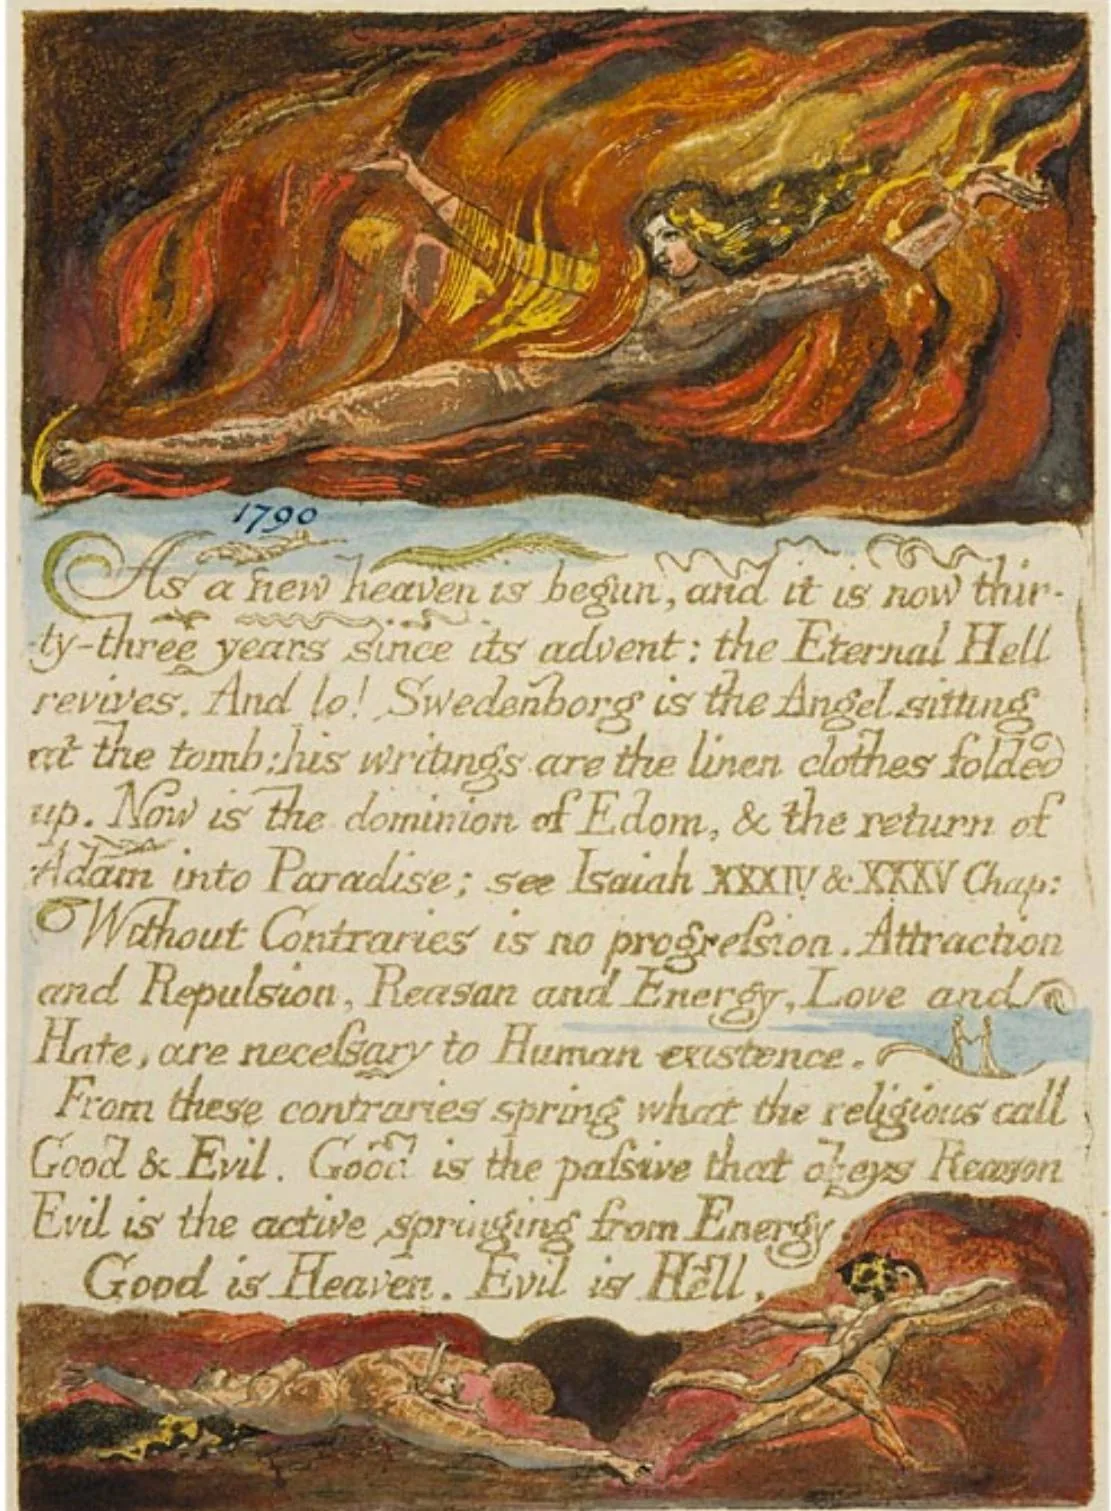 1790
As a new heaven is begun, and it is now thir-
ty-three years since its advent: the Eternal Hell
revives. And lo! Swedenborg is the Angel sitting
at the tomb: his writings are the linen clothes folded
up. Now is the dominion of Edom, & the return of
Adam into Paradise; see Isaiah XXXIV & XXXV Chap:
Without Contraries is no progreſsion. Attraction
and Repulsion, Reason and Energy, Love and
Hate, are neceſsary to Human existence.
From these contraries spring what the religious call
Good & Evil. Good is the paſsive that obeys Reason
Evil is the active springing from Energy.
Good is Heaven. Evil is Hell.